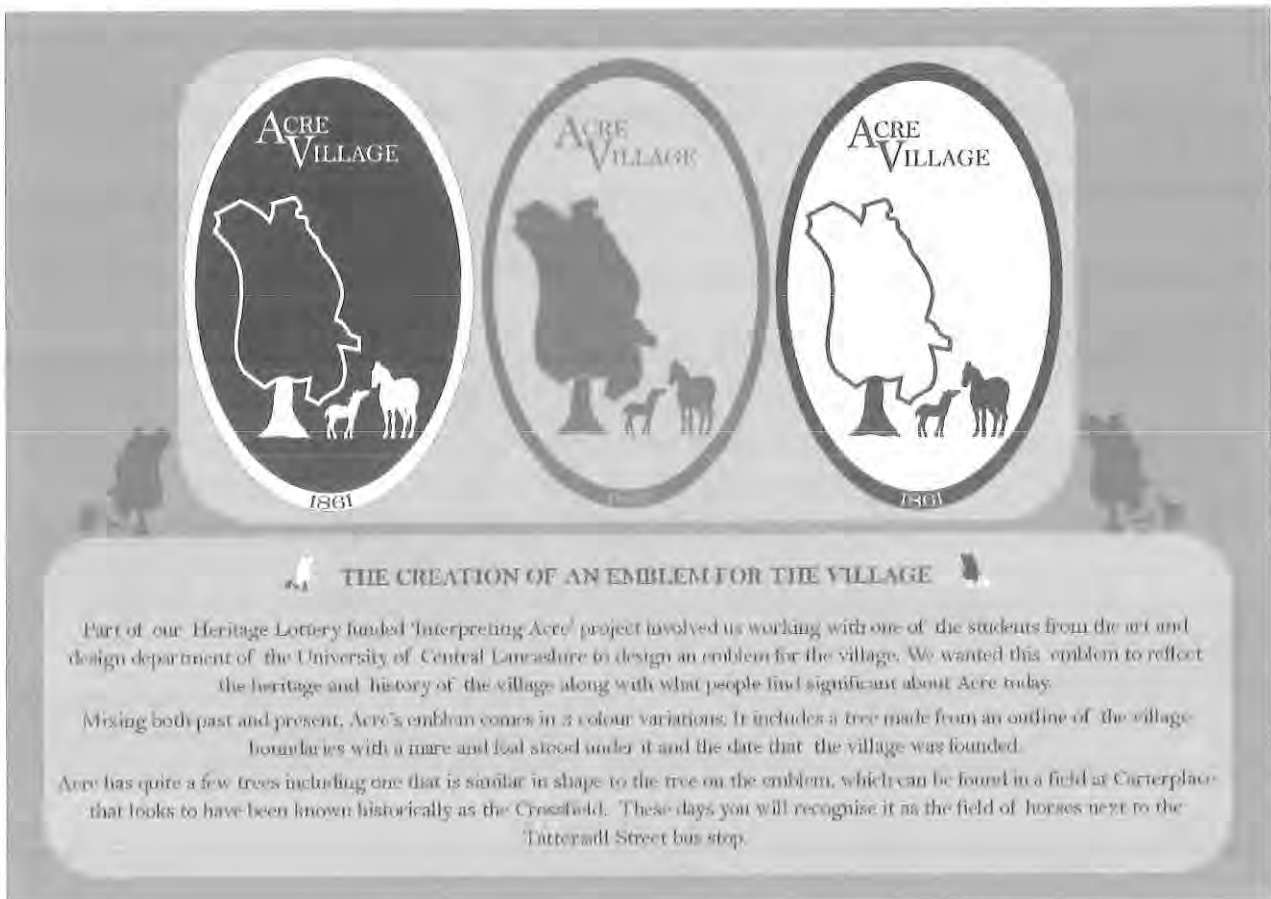 ACRE
VILLAGE
1861
ACRE
VILLAGE
ACRE
VILLAGE
1861
THE CREATION OF AN EMBLEM FOR THE VILLAGE
Part of our Heritage Lottery funded 'Interpreting Acre' project involved us working with one of the students from the art and
design department of the University of Central Lancashire to design an emblem for the village. We wanted this emblem to reflect
the heritage and history of the village along with what people find significant about Acre today.
Mixing both past and present, Acre's emblem comes in 3 colour variations. It includes a tree made from an outline of the village
boundaries with a mare and foal stood under it and the date that the village was founded.
Acre has quite a few trees including one that is similar in shape to the tree on the emblem, which can be found in a field at Carterplace
that looks to have been known historically as the Crossfield. These days you will recognise it as the field of horses next to the
Tattersall Street bus stop.